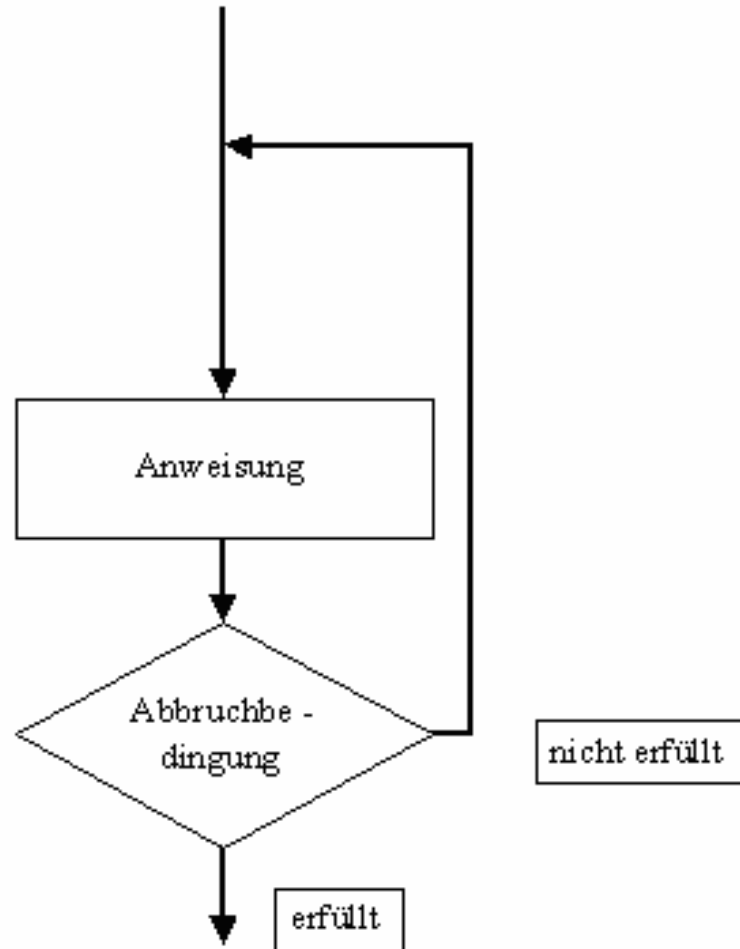 Anweisung
Abbruchbe -
dingung
nicht erfüllt
erfüllt